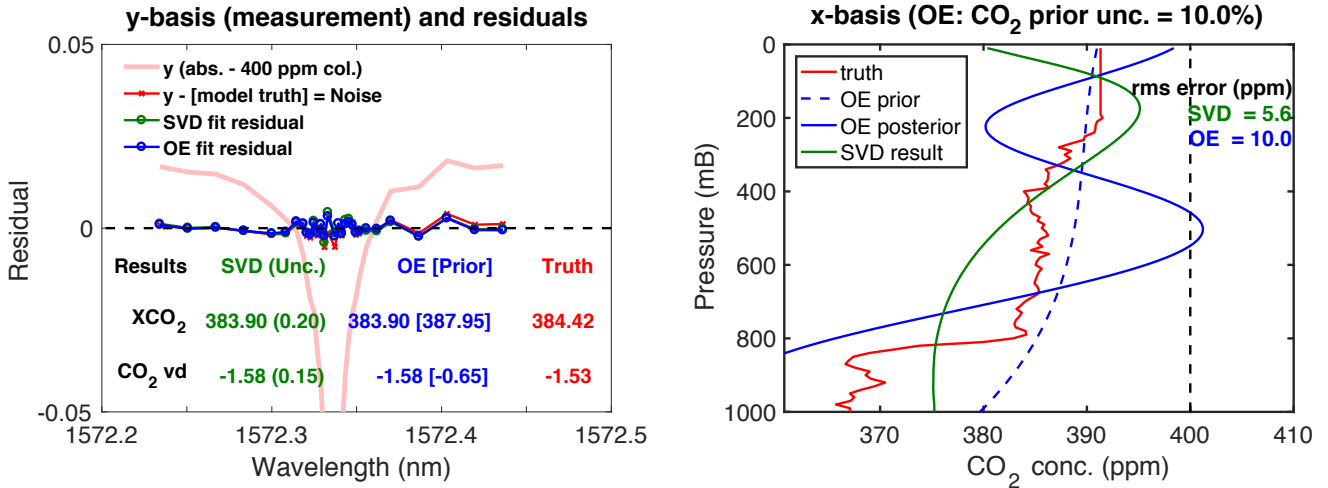 y-basis (measurement) and residuals
0.05
0
-0.05
Residual
y (abs. - 400 ppm col.)
y - [model truth] = Noise
SVD fit residual
OE fit residual
Results SVD (Unc.) OE [Prior] Truth
XCO2 383.90 (0.20) 383.90 [387.95] 384.42
CO2 vd -1.58 (0.15) -1.58 [-0.65] -1.53
1572.2 1572.3 1572.4 1572.5
Wavelength (nm)
x-basis (OE: CO2 prior unc. = 10.0%)
0
200
400
600
800
1000
Pressure (mB)
truth
OE prior
OE posterior
SVD result
rms error (ppm)
SVD = 5.6
OE = 10.0
370 380 390 400 410
CO2 conc. (ppm)